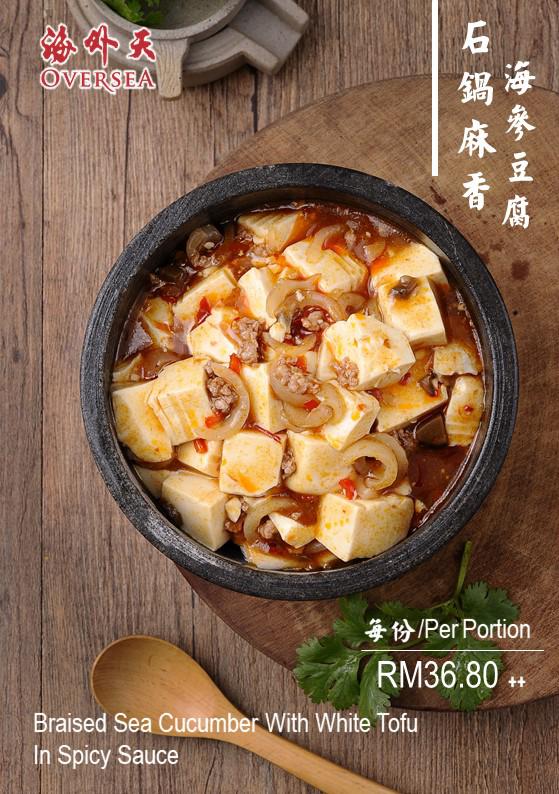 海外天
OVERSEA
石鍋麻香
海參豆腐
每份/Per Portion
RM36.80 ++
Braised Sea Cucumber With White Tofu
In Spicy Sauce